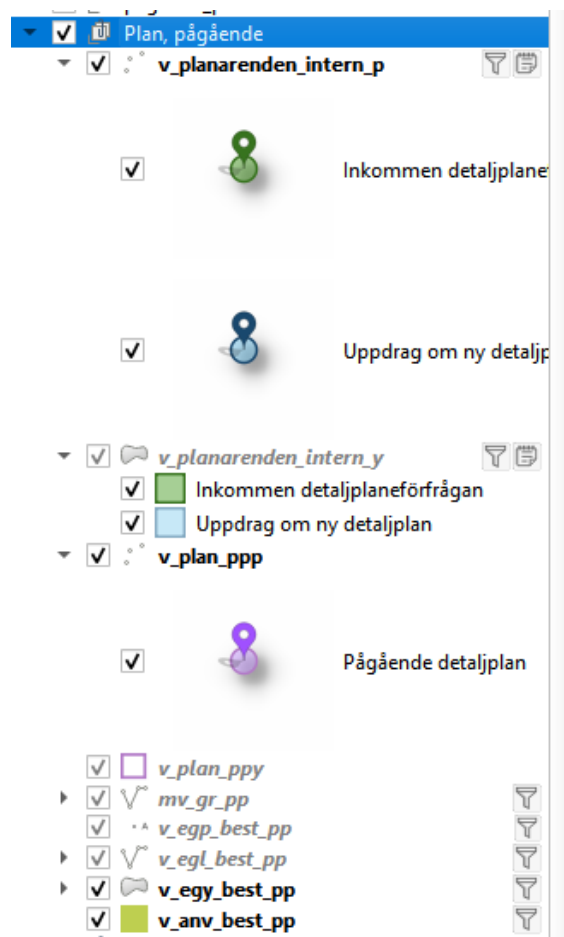 Plan, pågående
v_planarenden_intern_p
Inkommen detaljplane
Uppdrag om ny detaljp
v_planarenden_intern_y
Inkommen detaljplaneförfrågan
Uppdrag om ny detaljplan
v_plan_ppp
Pågående detaljplan
v_plan_ppy
mv_gr_pp
v_egp_best_pp
v_egl_best_pp
v_egy_best_pp
v_anv_best_pp